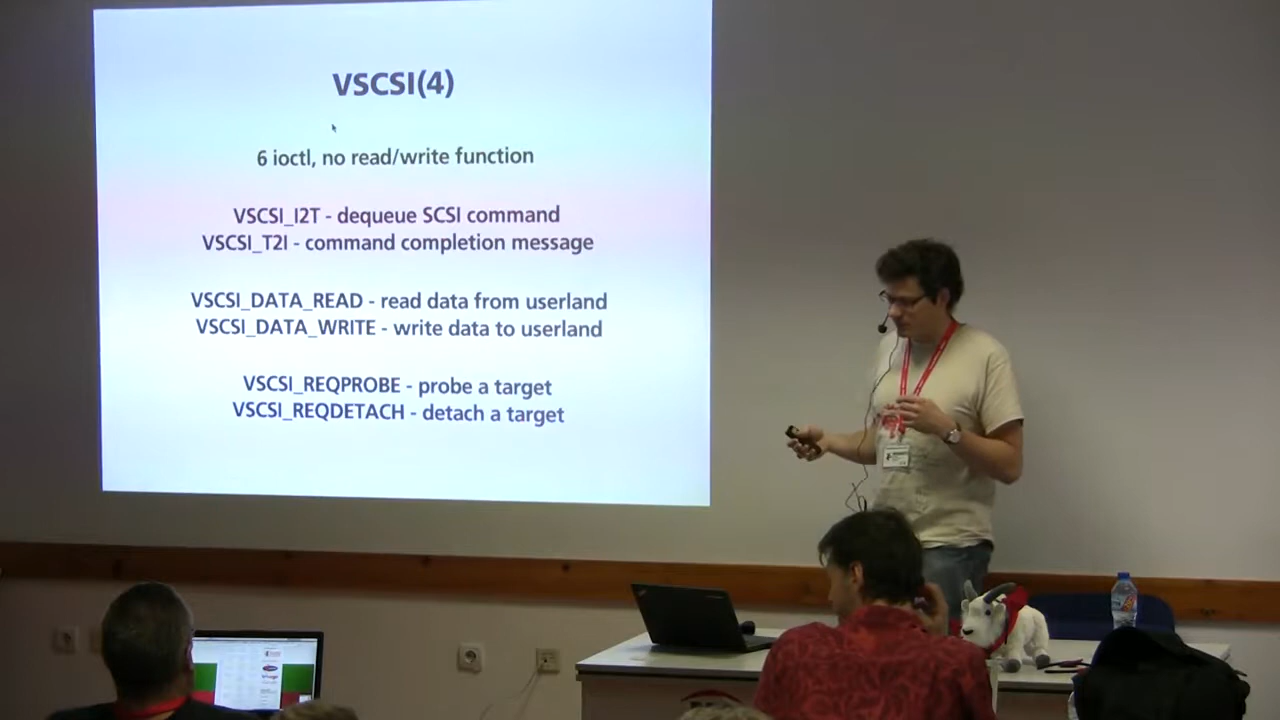 VSCSI(4)
6 ioctl, no read/write function
VSCSI_I2T - dequeue SCSI command
VSCSI_T2I - command completion message
VSCSI_DATA_READ - read data from userland
VSCSI_DATA_WRITE - write data to userland
VSCSI_REQPROBE - probe a target
VSCSI_REQDETACH - detach a target